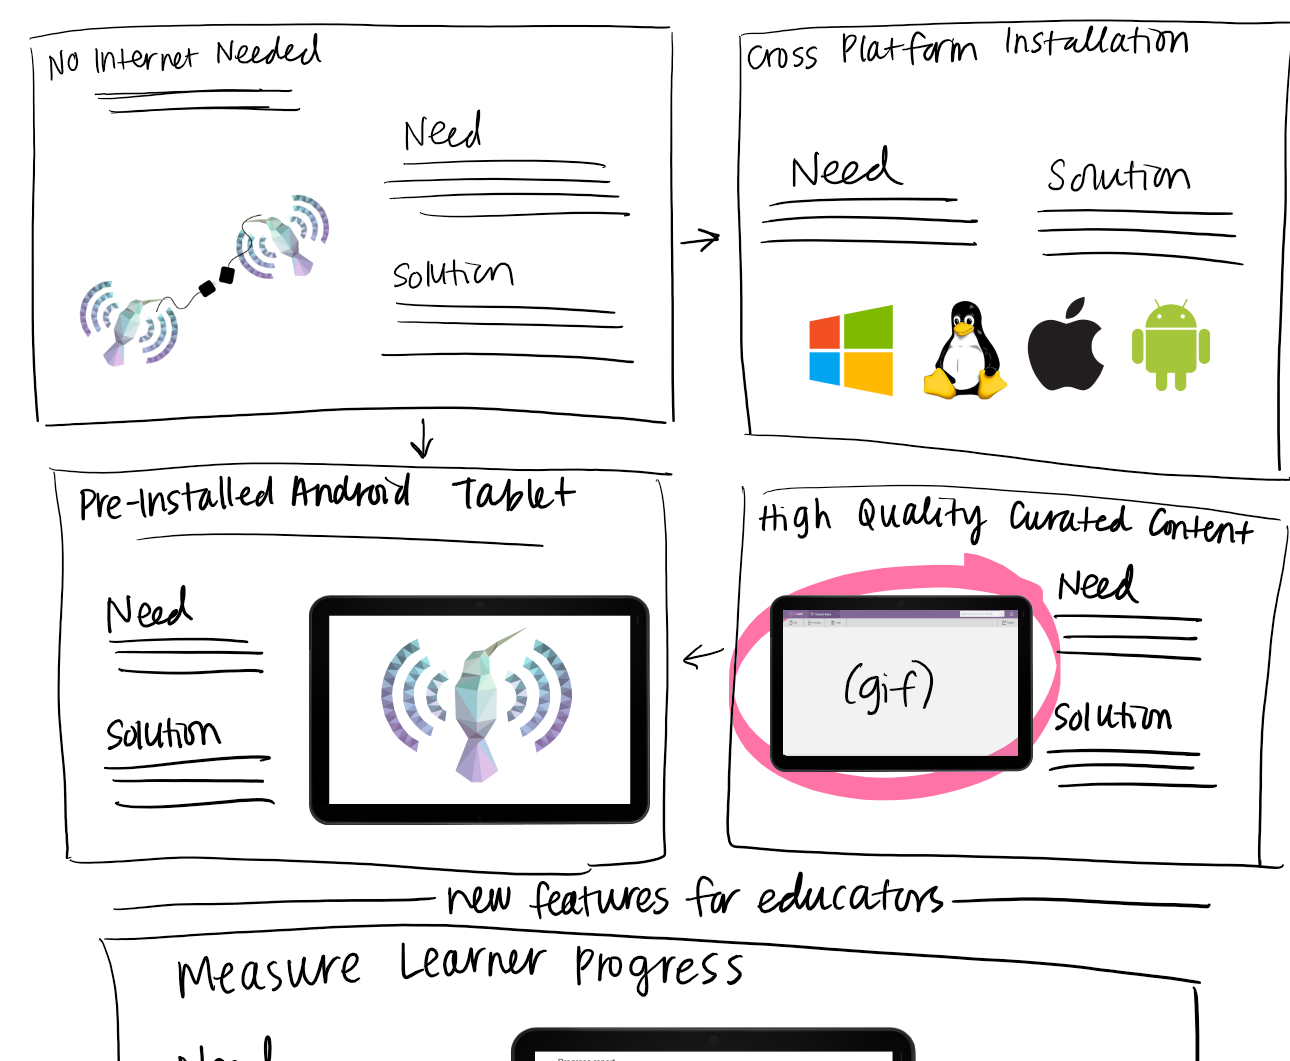 No Internet Needed
Need
Solution
Cross Platform Installation
Need
Solution
Pre-Installed Android Tablet
Need
Solution
High Quality Curated Content
(gif)
Need
Solution
new features for educators
Measure Learner Progress
Need